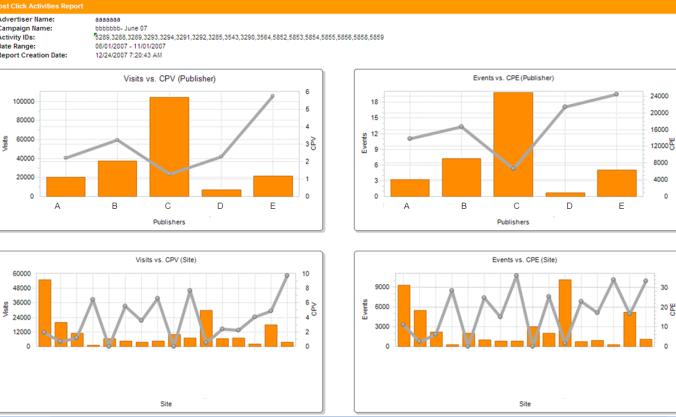 ost Click Activities Report
Advertiser Name: aaaaaaa
Campaign Name: bbbbbbb- June 07
Activity IDs: 3289,3288,3289,3293,3294,3291,3292,3285,3543,3290,3564,5852,5853,5854,5855,5856,5858,5859
Date Range: 06/01/2007 - 11/01/2007
Report Creation Date: 12/24/2007 7:20:43 AM
Visits vs. CPV (Publisher)
Visits
100000
80000
60000
40000
20000
0
6
5
4
3
2
1
0
CPV
A B C D E
Publishers
Events vs. CPE (Publisher)
Events
18
15
12
9
6
3
0
24000
20000
16000
12000
8000
4000
0
CPE
A B C D E
Publishers
Visits vs. CPV (Site)
Visits
60000
48000
36000
24000
12000
0
10
8
6
4
2
0
CPV
Site
Events vs. CPE (Site)
Events
9000
6000
3000
0
30
20
10
0
CPE
Site